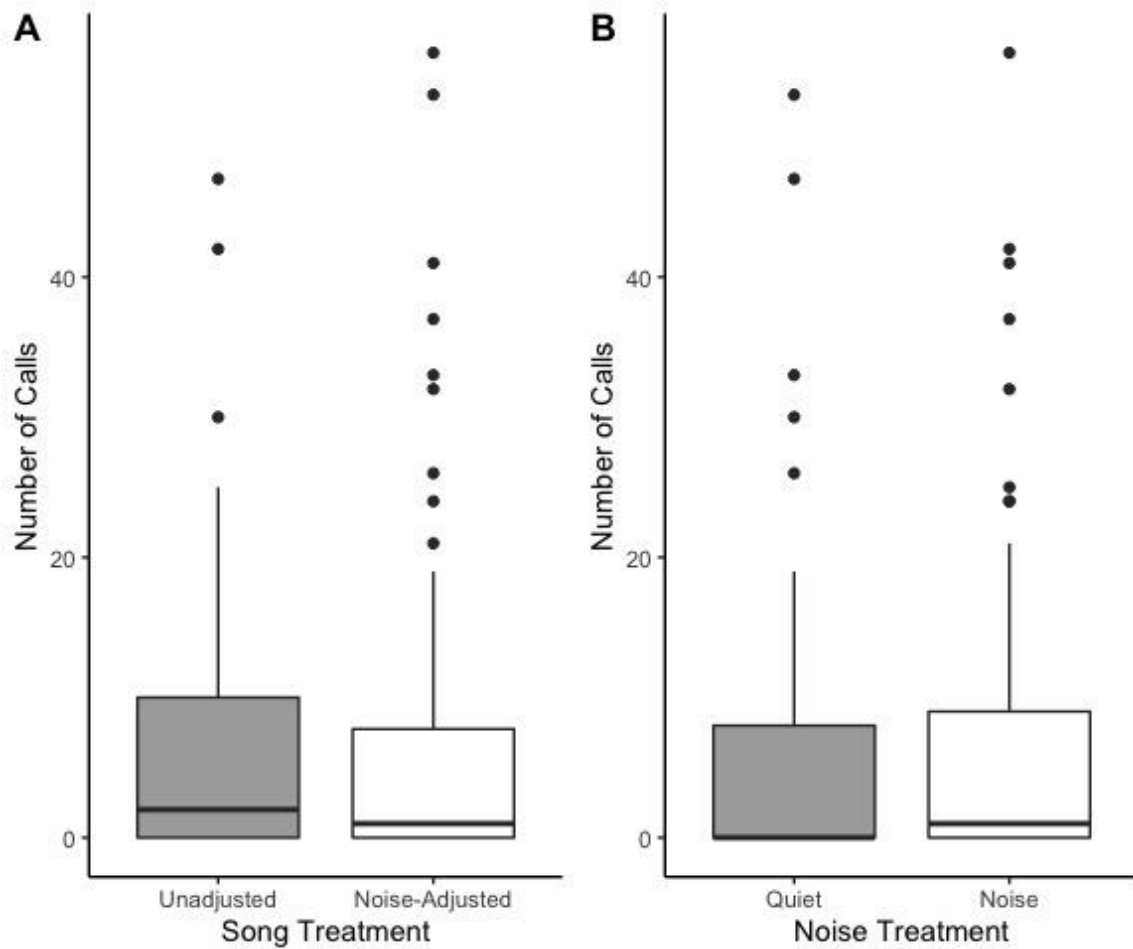 A
Number of Calls
40
20
0
Unadjusted
Noise-Adjusted
Song Treatment
B
Number of Calls
40
20
0
Quiet
Noise
Noise Treatment